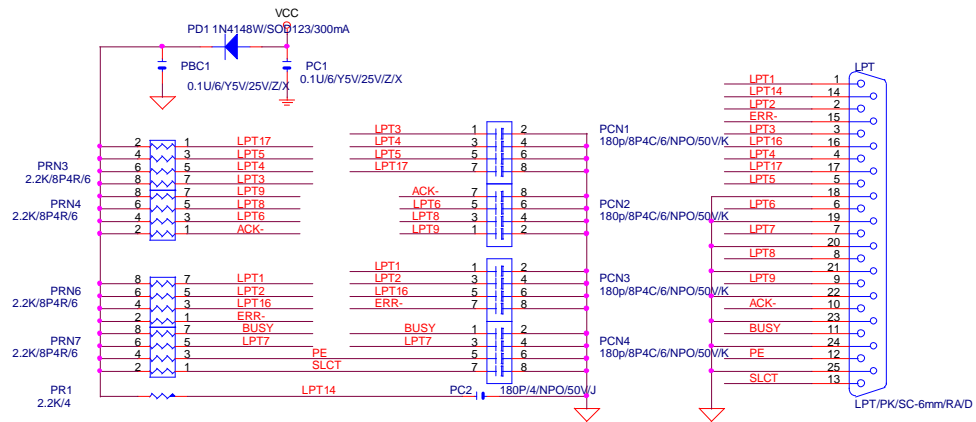 VCC
PD1 1N4148W/SOD123/300mA
PBC1
0.1U/6/Y5V/25V/Z/X
PC1
0.1U/6/Y5V/25V/Z/X
PRN3
2.2K/8P4R/6
2 1 LPT17
4 3 LPT5
6 5 LPT4
8 7 LPT3
PRN4
2.2K/8P4R/6
8 7 LPT9
6 5 LPT8
4 3 LPT6
2 1 ACK-
PRN6
2.2K/8P4R/6
8 7 LPT1
6 5 LPT2
4 3 LPT16
2 1 ERR-
PRN7
2.2K/8P4R/6
8 7 BUSY
6 5 LPT7
4 3 PE
2 1 SLCT
PR1
2.2K/4
LPT14
PC2
180P/4/NPO/50V/J
LPT3 1 2
LPT4 3 4
LPT5 5 6
LPT17 7 8
PCN1
180p/8P4C/6/NPO/50V/K
ACK- 7 8
LPT6 5 6
LPT8 3 4
LPT9 1 2
PCN2
180p/8P4C/6/NPO/50V/K
LPT1 1 2
LPT2 3 4
LPT16 5 6
ERR- 7 8
PCN3
180p/8P4C/6/NPO/50V/K
BUSY 1 2
LPT7 3 4
5 6
7 8
PCN4
180p/8P4C/6/NPO/50V/K
LPT
LPT1 1
LPT14 14
LPT2 2
ERR- 15
LPT3 3
LPT16 16
LPT4 4
LPT17 17
LPT5 5
18
LPT6 6
19
LPT7 7
20
LPT8 8
21
LPT9 9
22
ACK- 10
23
BUSY 11
24
PE 12
25
SLCT 13
LPT/PK/SC-6mm/RA/D